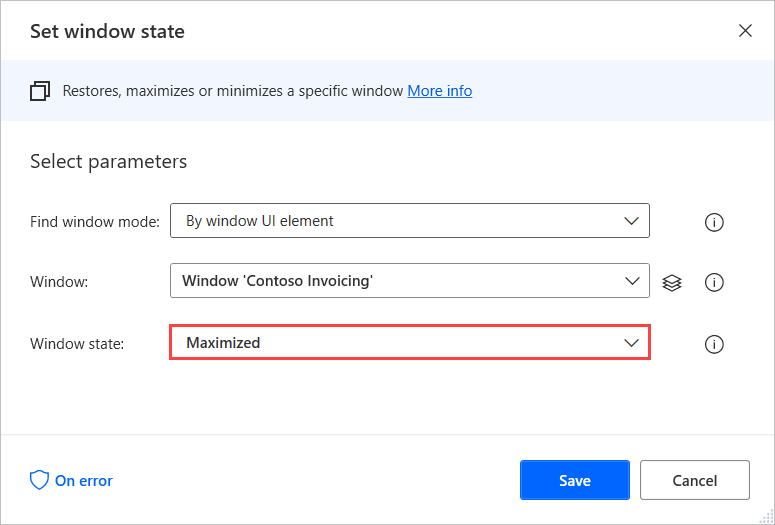 Set window state
Restores, maximizes or minimizes a specific window More info
Select parameters
Find window mode: By window UI element
Window: Window 'Contoso Invoicing'
Window state: Maximized
On error Save Cancel